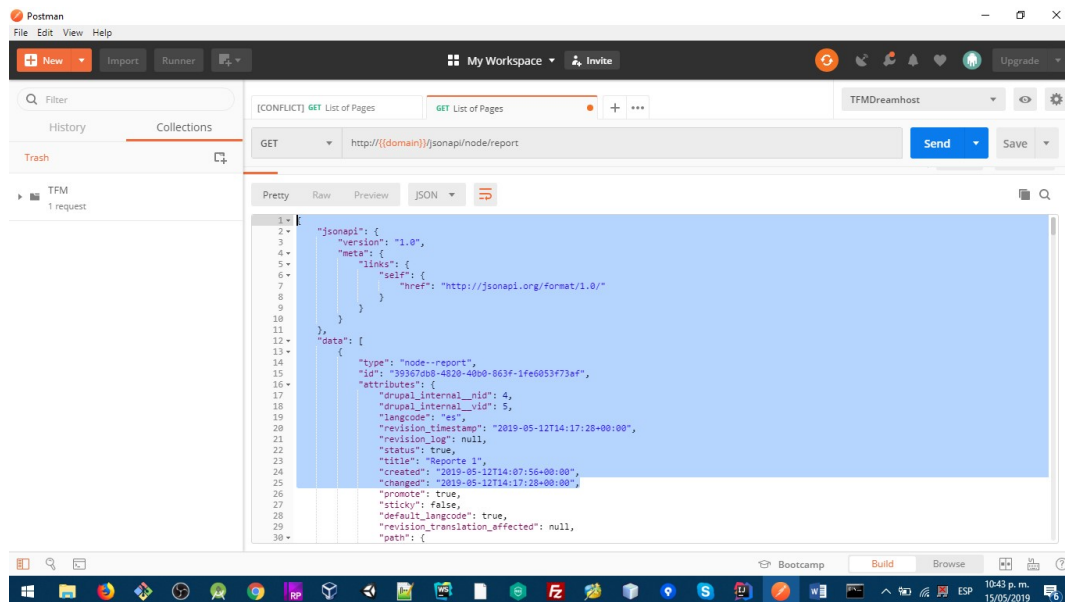 Postman
File Edit View Help
New Import Runner My Workspace Invite Upgrade
Filter
History Collections
Trash
TFM
1 request
[CONFLICT] GET List of Pages GET List of Pages TFMDreamhost
GET http://{{domain}}/jsonapi/node/report Send Save
Pretty Raw Preview JSON
1 {
2 "jsonapi": {
3 "version": "1.0",
4 "meta": {
5 "links": {
6 "self": {
7 "href": "http://jsonapi.org/format/1.0/"
8 }
9 }
10 }
11 },
12 "data": [
13 {
14 "type": "node--report",
15 "id": "39367db8-4820-40b0-863f-1fe6053f73af",
16 "attributes": {
17 "drupal_internal__nid": 4,
18 "drupal_internal__vid": 5,
19 "langcode": "es",
20 "revision_timestamp": "2019-05-12T14:17:28+00:00",
21 "revision_log": null,
22 "status": true,
23 "title": "Reporte 1",
24 "created": "2019-05-12T14:07:56+00:00",
25 "changed": "2019-05-12T14:17:28+00:00",
26 "promote": true,
27 "sticky": false,
28 "default_langcode": true,
29 "revision_translation_affected": null,
30 "path": {
Bootcamp Build Browse
ESP
10:43 p. m.
15/05/2019